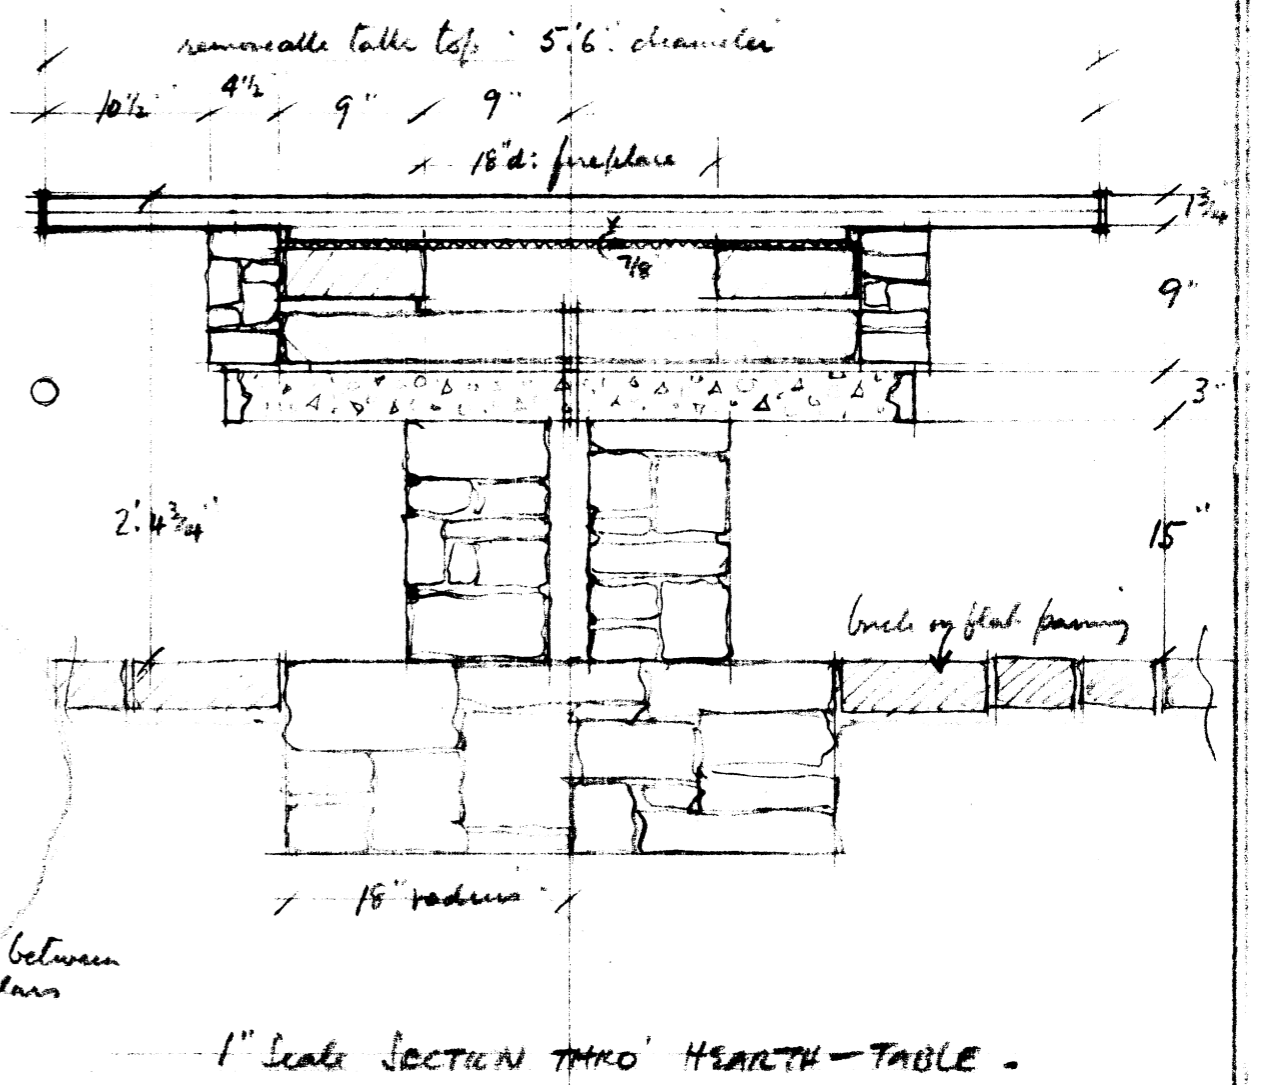 removeable table top 5'.6" diameter
10½" 4½" 9" 9"
18"d: fireplace
1¾"
7/8
9"
3"
2'.4¾"
15"
brick on flat paving
18" radius
between
1" Scale SECTION THRO' HEARTH-TABLE.